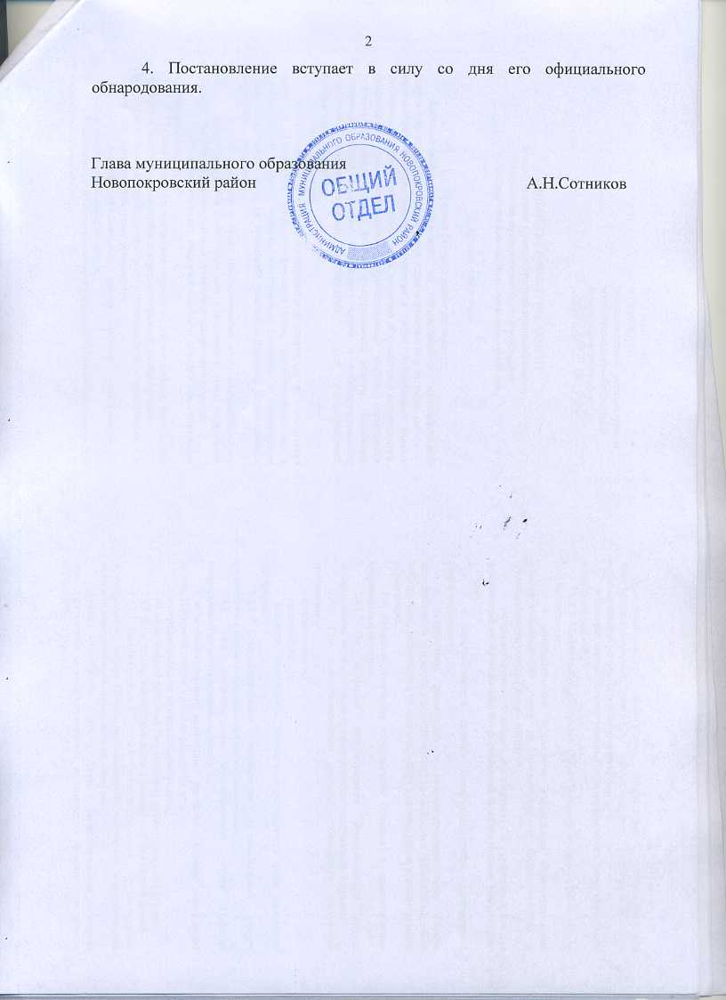 2
4. Постановление вступает в силу со дня его официального
обнародования.
Глава муниципального образования
Новопокровский район
А.Н.Сотников
АДМИНИСТРАЦИЯ МУНИЦИПАЛЬНОГО ОБРАЗОВАНИЯ НОВОПОКРОВСКИЙ РАЙОН
ОБЩИЙ
ОТДЕЛ